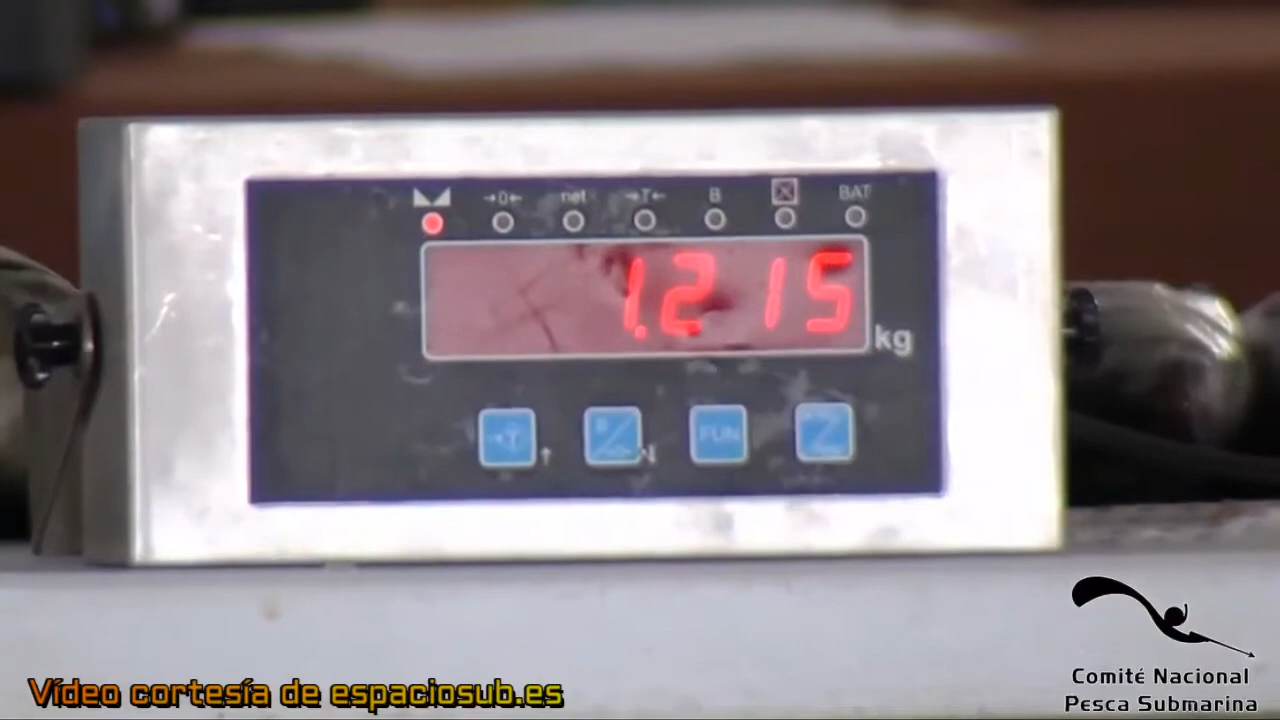 →0← net →T← B BAT
1.215
kg
FUN Z
Vídeo cortesía de espaciosub.es
Comité Nacional
Pesca Submarina